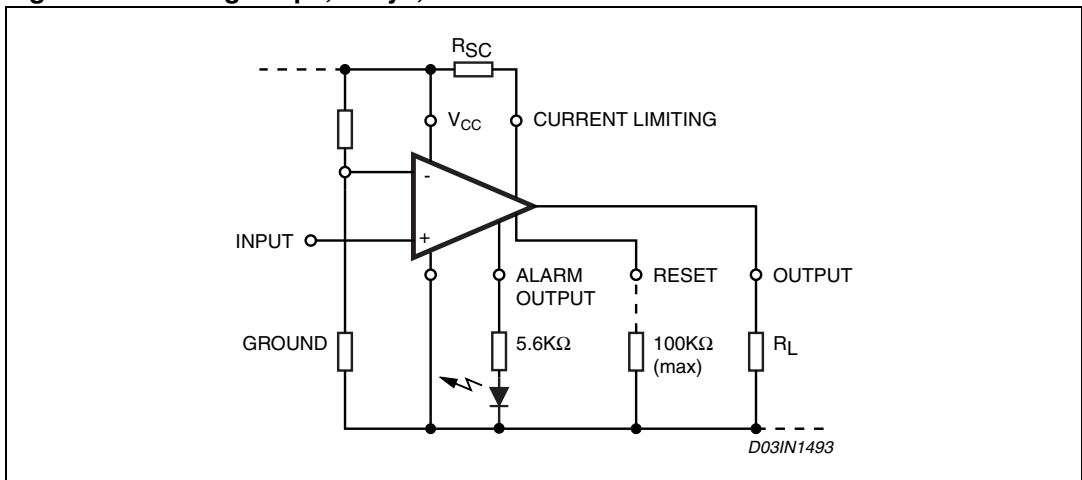 RSC
VCC
CURRENT LIMITING
-
INPUT
+
ALARM
OUTPUT
RESET
OUTPUT
GROUND
5.6KΩ
100KΩ
(max)
RL
D03IN1493